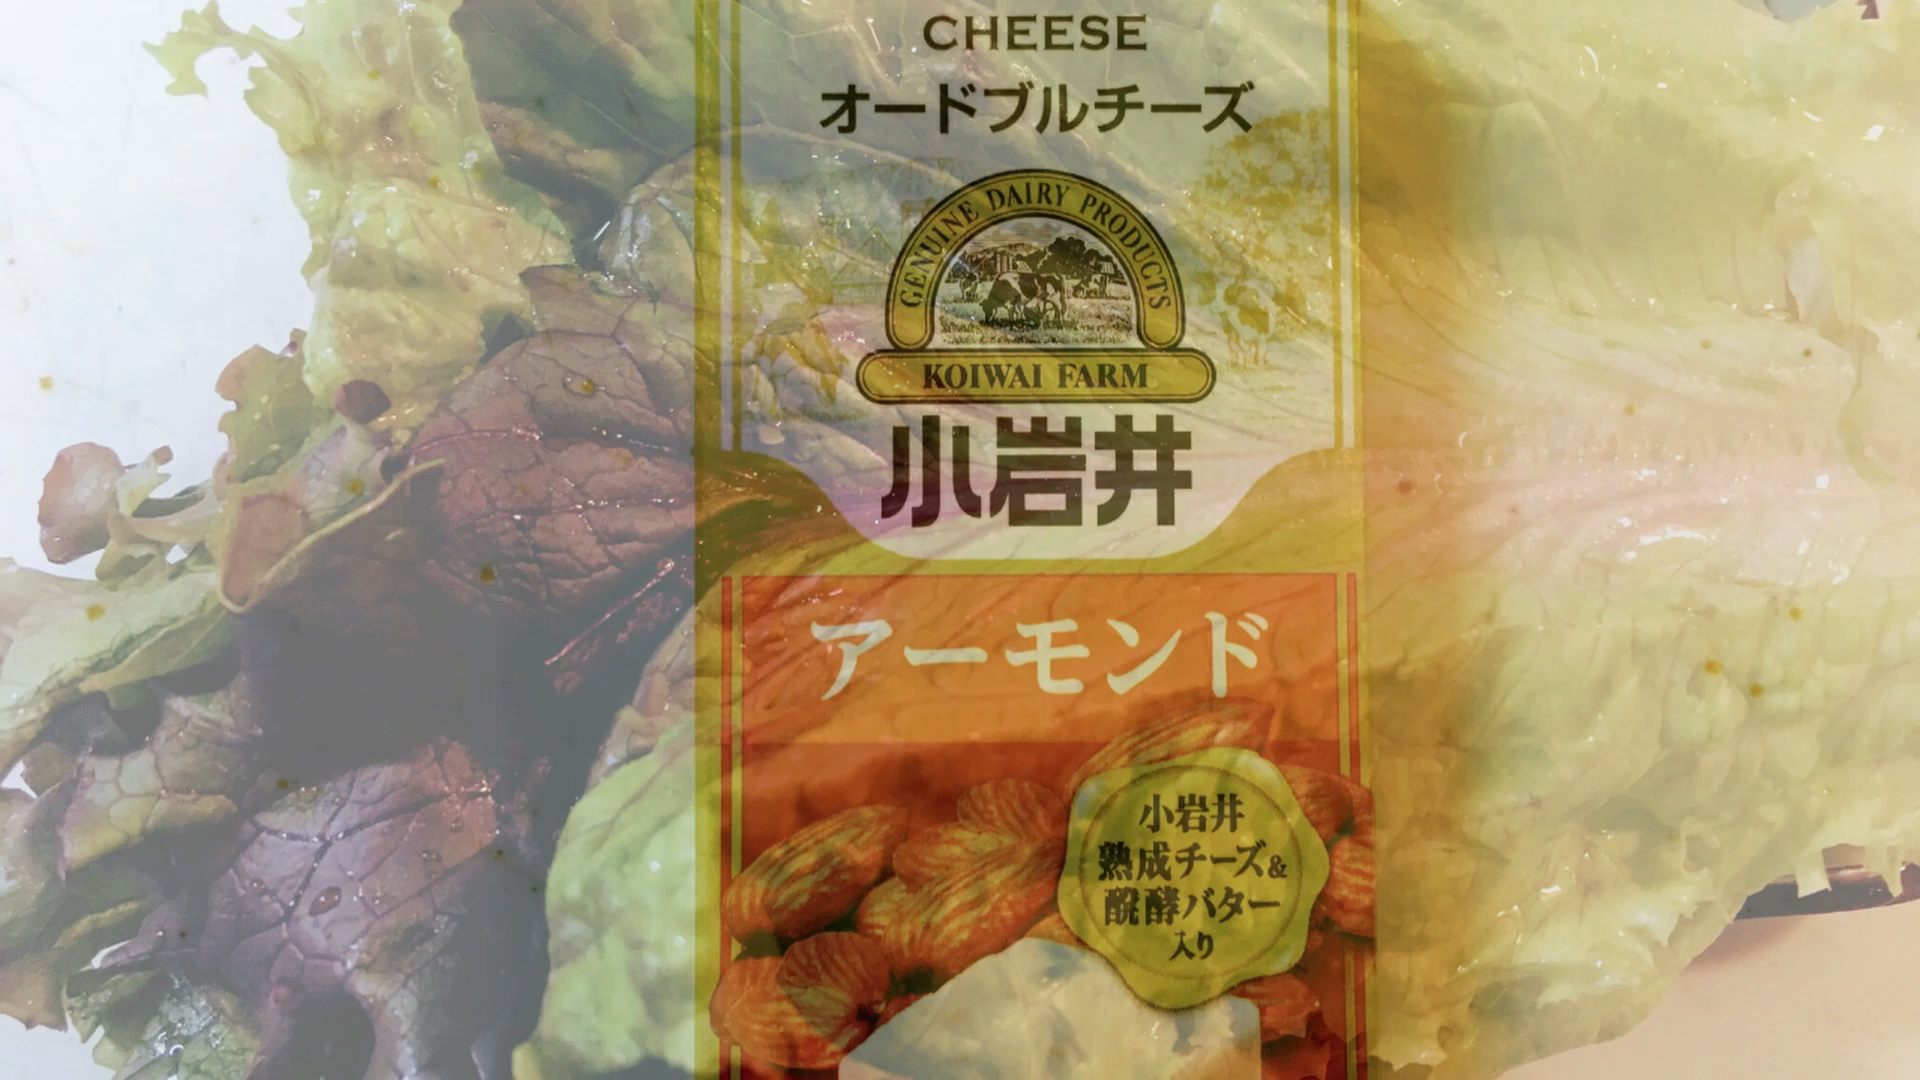 CHEESE
オードブルチーズ
GENUINE DAIRY PRODUCTS
KOIWAI FARM
小岩井
アーモンド
小岩井
熟成チーズ&
醗酵バター
入り